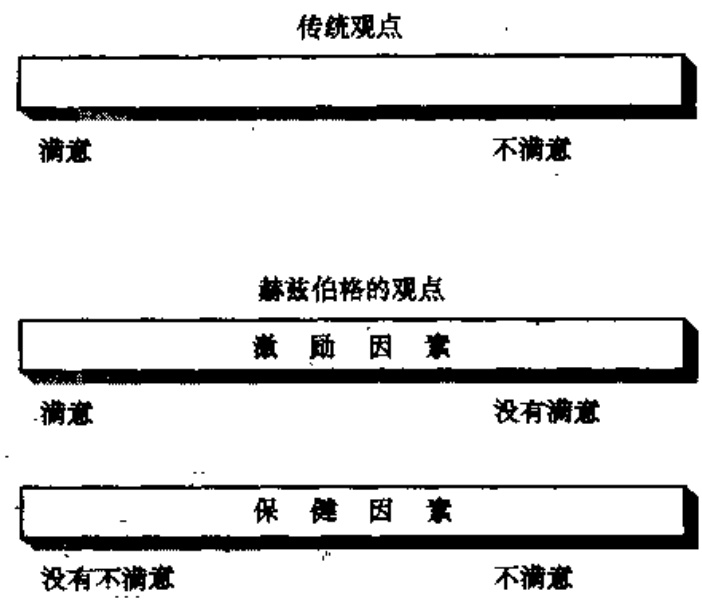 传统观点
满意 不满意
赫兹伯格的观点
激励因素
满意 没有满意
保健因素
没有不满意 不满意